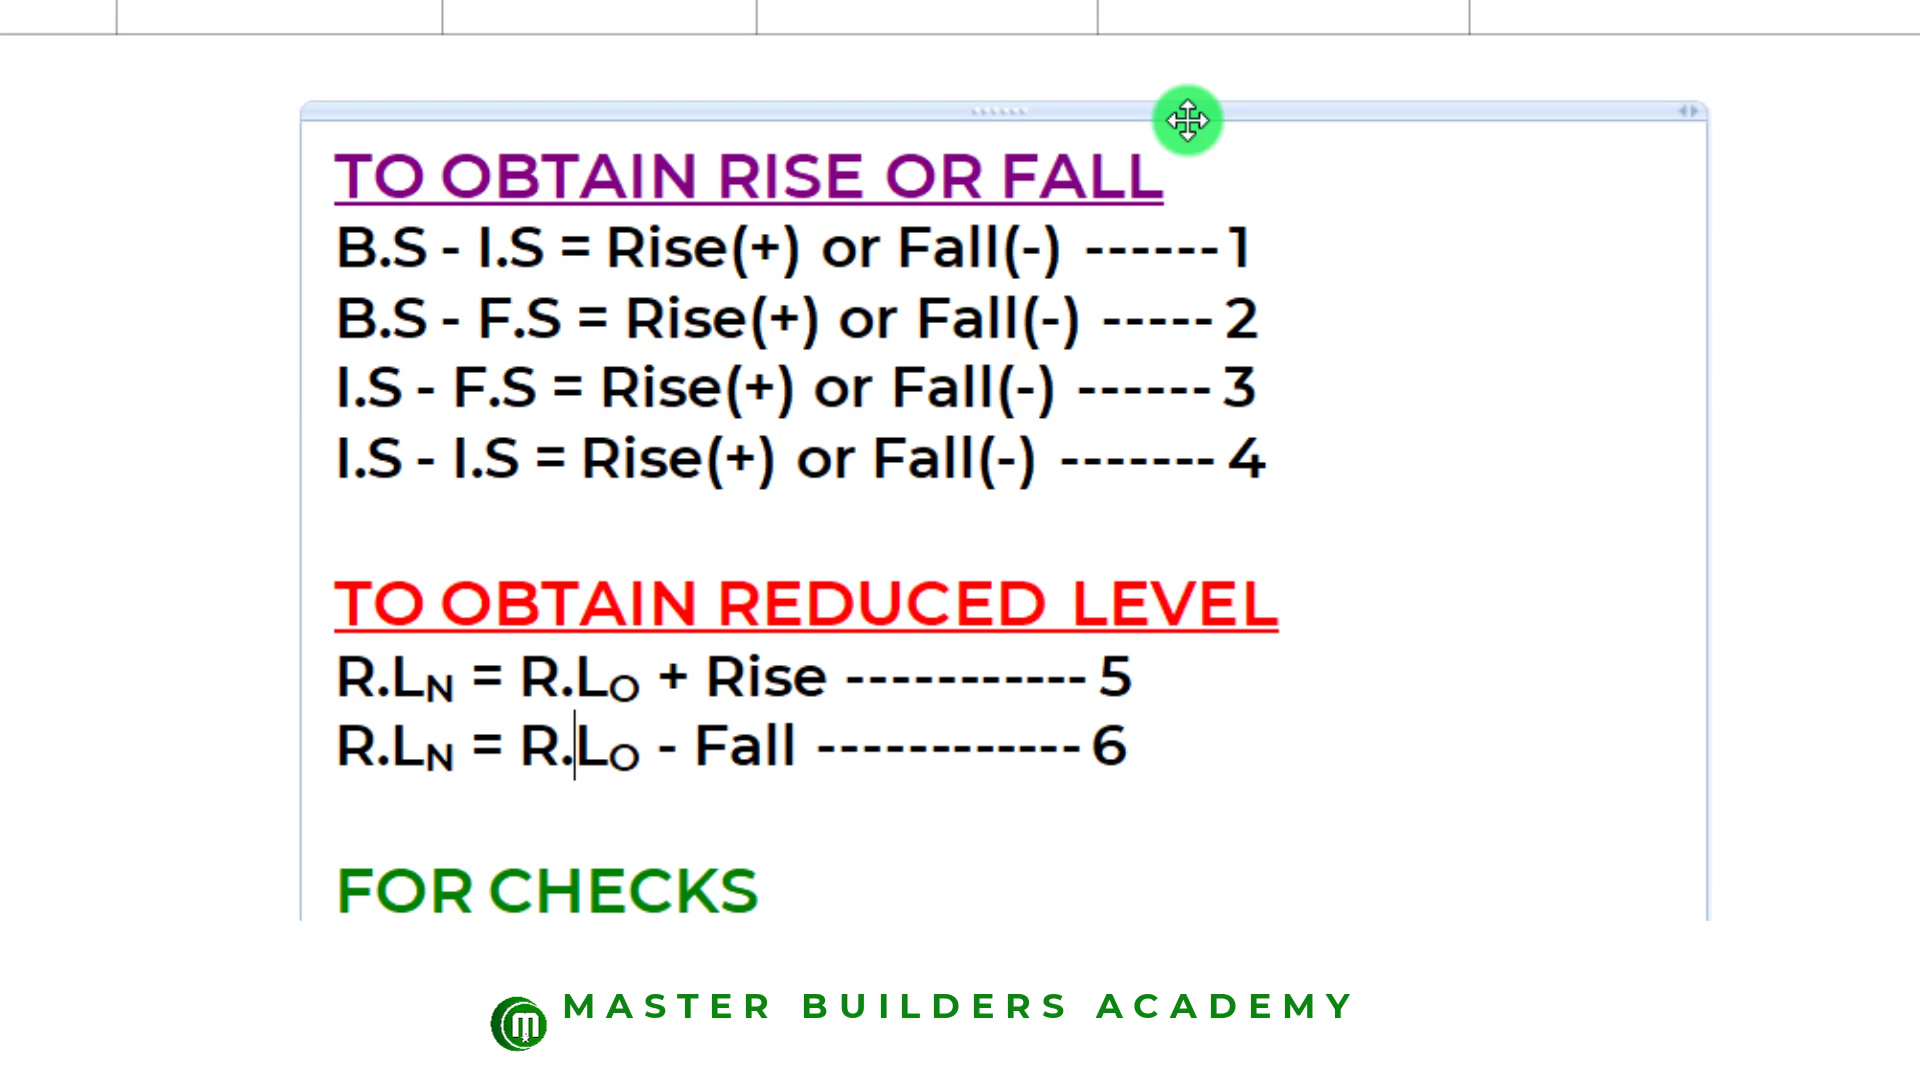 TO OBTAIN RISE OR FALL
B.S - I.S = Rise(+) or Fall(-) ------1
B.S - F.S = Rise(+) or Fall(-) ----- 2
I.S - F.S = Rise(+) or Fall(-) ------ 3
I.S - I.S = Rise(+) or Fall(-) ------- 4
TO OBTAIN REDUCED LEVEL
R.LN = R.LO + Rise ----------- 5
R.LN = R.LO - Fall ------------ 6
FOR CHECKS
MASTER BUILDERS ACADEMY